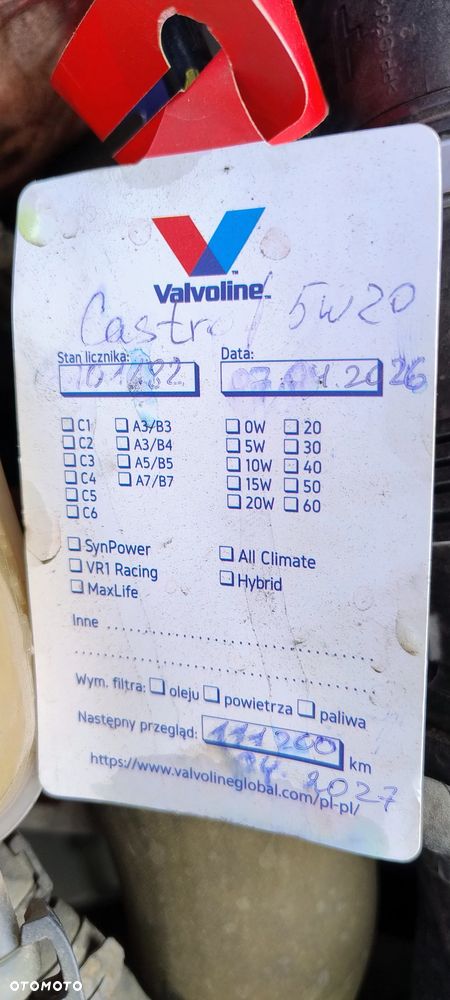 Valvoline™
Castrol 5W20
Stan licznika: Data:
101182 07.04.2026
C1 A3/B3 0W 20
C2 A3/B4 5W 30
C3 A5/B5 10W 40
C4 A7/B7 15W 50
C5 20W 60
C6
SynPower All Climate
VR1 Racing Hybrid
MaxLife
Inne
Wym. filtra: oleju powietrza paliwa
Następny przegląd: 111200 km
04. 2027
https://www.valvolineglobal.com/pl-pl/
OTOMOTO